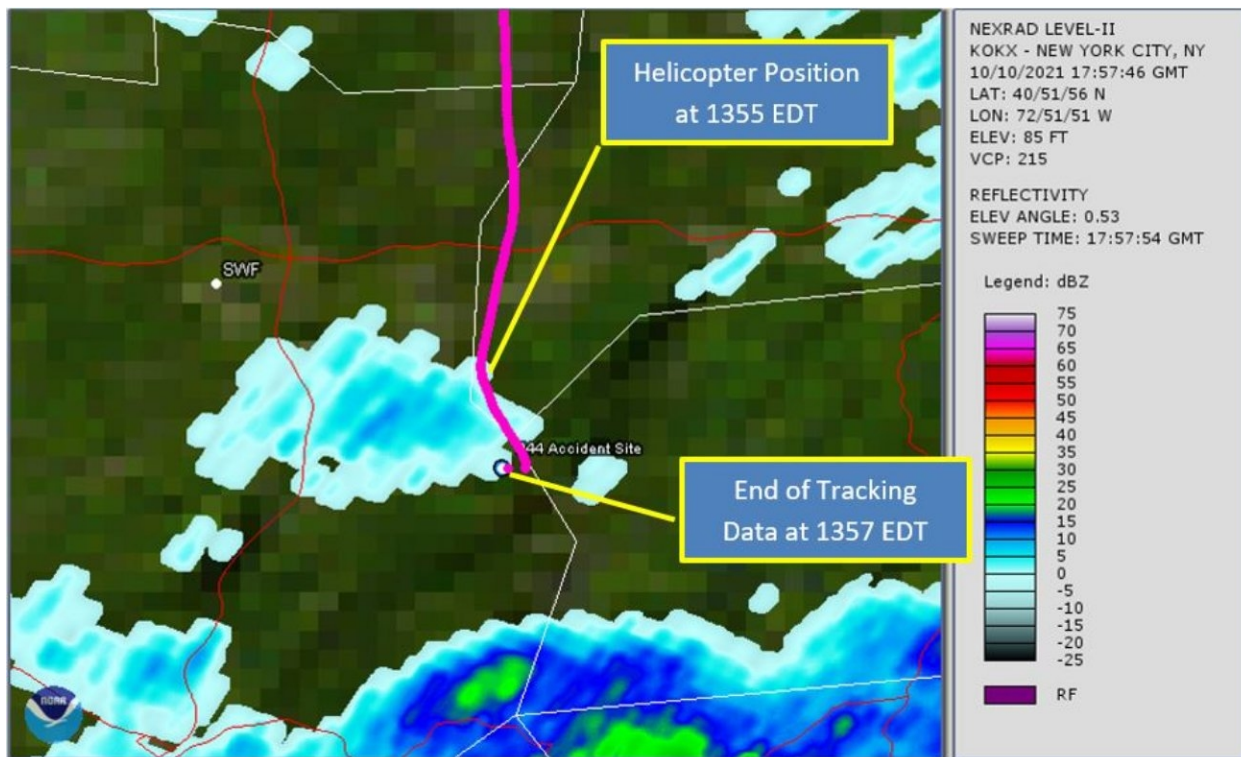 Helicopter Position
at 1355 EDT
SWF
44 Accident Site
End of Tracking
Data at 1357 EDT
NOAA
NEXRAD LEVEL-II
KOKX - NEW YORK CITY, NY
10/10/2021 17:57:46 GMT
LAT: 40/51/56 N
LON: 72/51/51 W
ELEV: 85 FT
VCP: 215
REFLECTIVITY
ELEV ANGLE: 0.53
SWEEP TIME: 17:57:54 GMT
Legend: dBZ
75
70
65
60
55
50
45
40
35
30
25
20
15
10
5
0
-5
-10
-15
-20
-25
RF